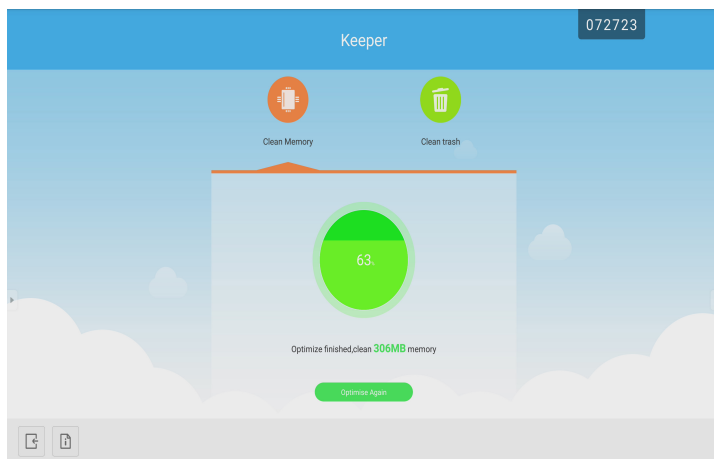 072723
Keeper
Clean Memory
Clean trash
63%
Optimize finished,clean 306MB memory
Optimise Again